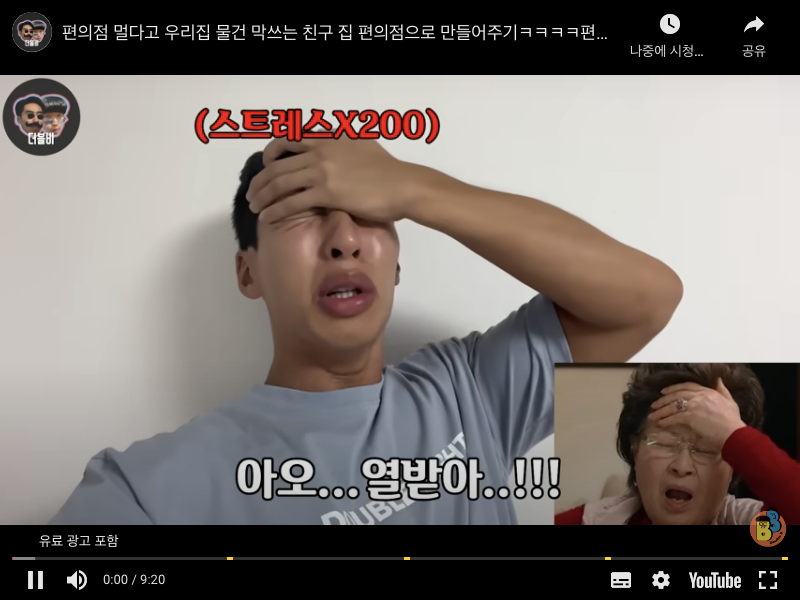 더블비
편의점 멀다고 우리집 물건 막쓰는 친구 집 편의점으로 만들어주기ㅋㅋㅋㅋ편...
나중에 시청...
공유
더블비
(스트레스X200)
아오...열받아..!!!
유료 광고 포함
0:00 / 9:20
YouTube